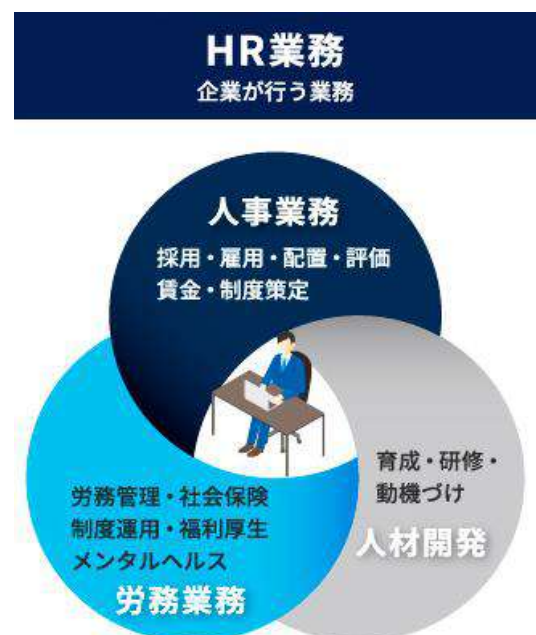 HR業務
企業が行う業務
人事業務
採用・雇用・配置・評価
賃金・制度策定
労務管理・社会保険
制度運用・福利厚生
メンタルヘルス
労務業務
育成・研修・
動機づけ
人材開発